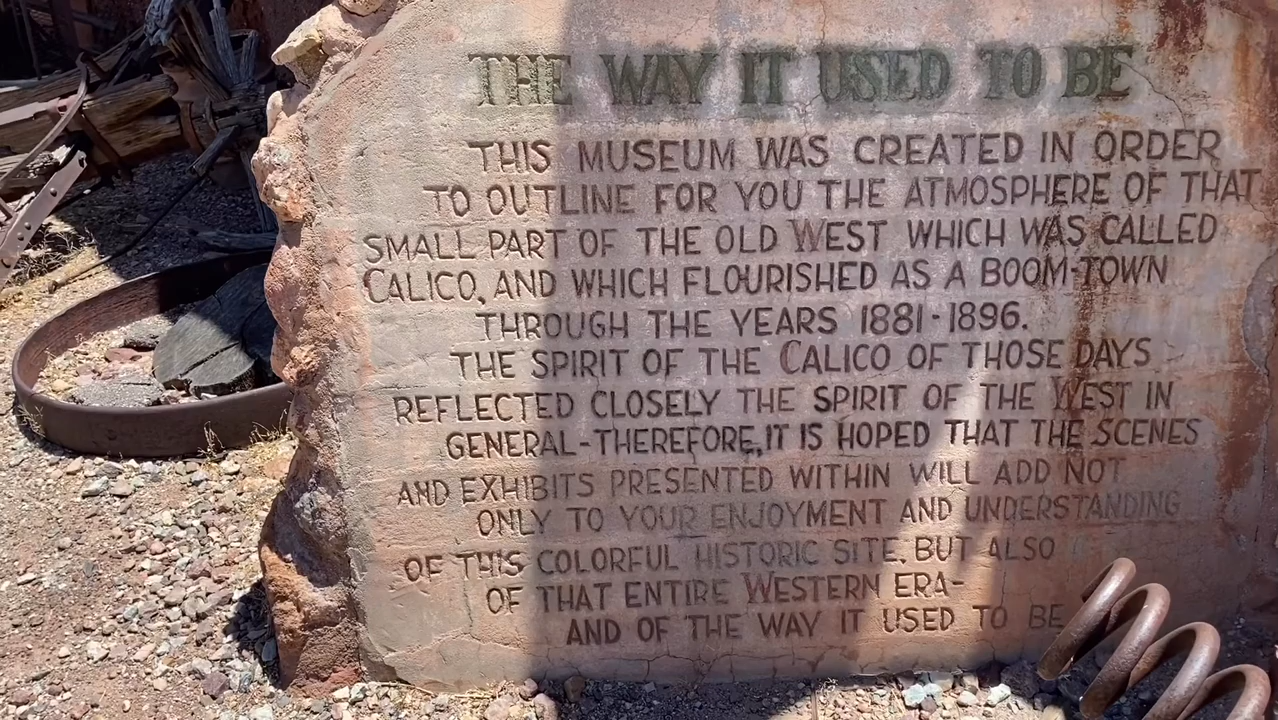 THE WAY IT USED TO BE
THIS MUSEUM WAS CREATED IN ORDER
TO OUTLINE FOR YOU THE ATMOSPHERE OF THAT
SMALL PART OF THE OLD WEST WHICH WAS CALLED
CALICO, AND WHICH FLOURISHED AS A BOOM-TOWN
THROUGH THE YEARS 1881-1896.
THE SPIRIT OF THE CALICO OF THOSE DAYS
REFLECTED CLOSELY THE SPIRIT OF THE WEST IN
GENERAL-THEREFORE, IT IS HOPED THAT THE SCENES
AND EXHIBITS PRESENTED WITHIN WILL ADD NOT
ONLY TO YOUR ENJOYMENT AND UNDERSTANDING
OF THIS COLORFUL HISTORIC SITE, BUT ALSO
OF THAT ENTIRE WESTERN ERA-
AND OF THE WAY IT USED TO BE